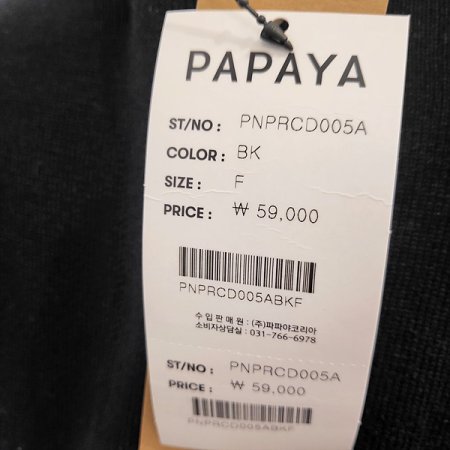 PAPAYA
ST/NO : PNPRCD005A
COLOR : BK
SIZE : F
PRICE : ₩ 59,000
PNPRCD005ABKF
수 입 판 매 원 : (주)파파야코리아
소비자상담실 : 031-766-6978
ST/NO : PNPRCD005A
PRICE : ₩ 59,000
PNPRCD005ABKF